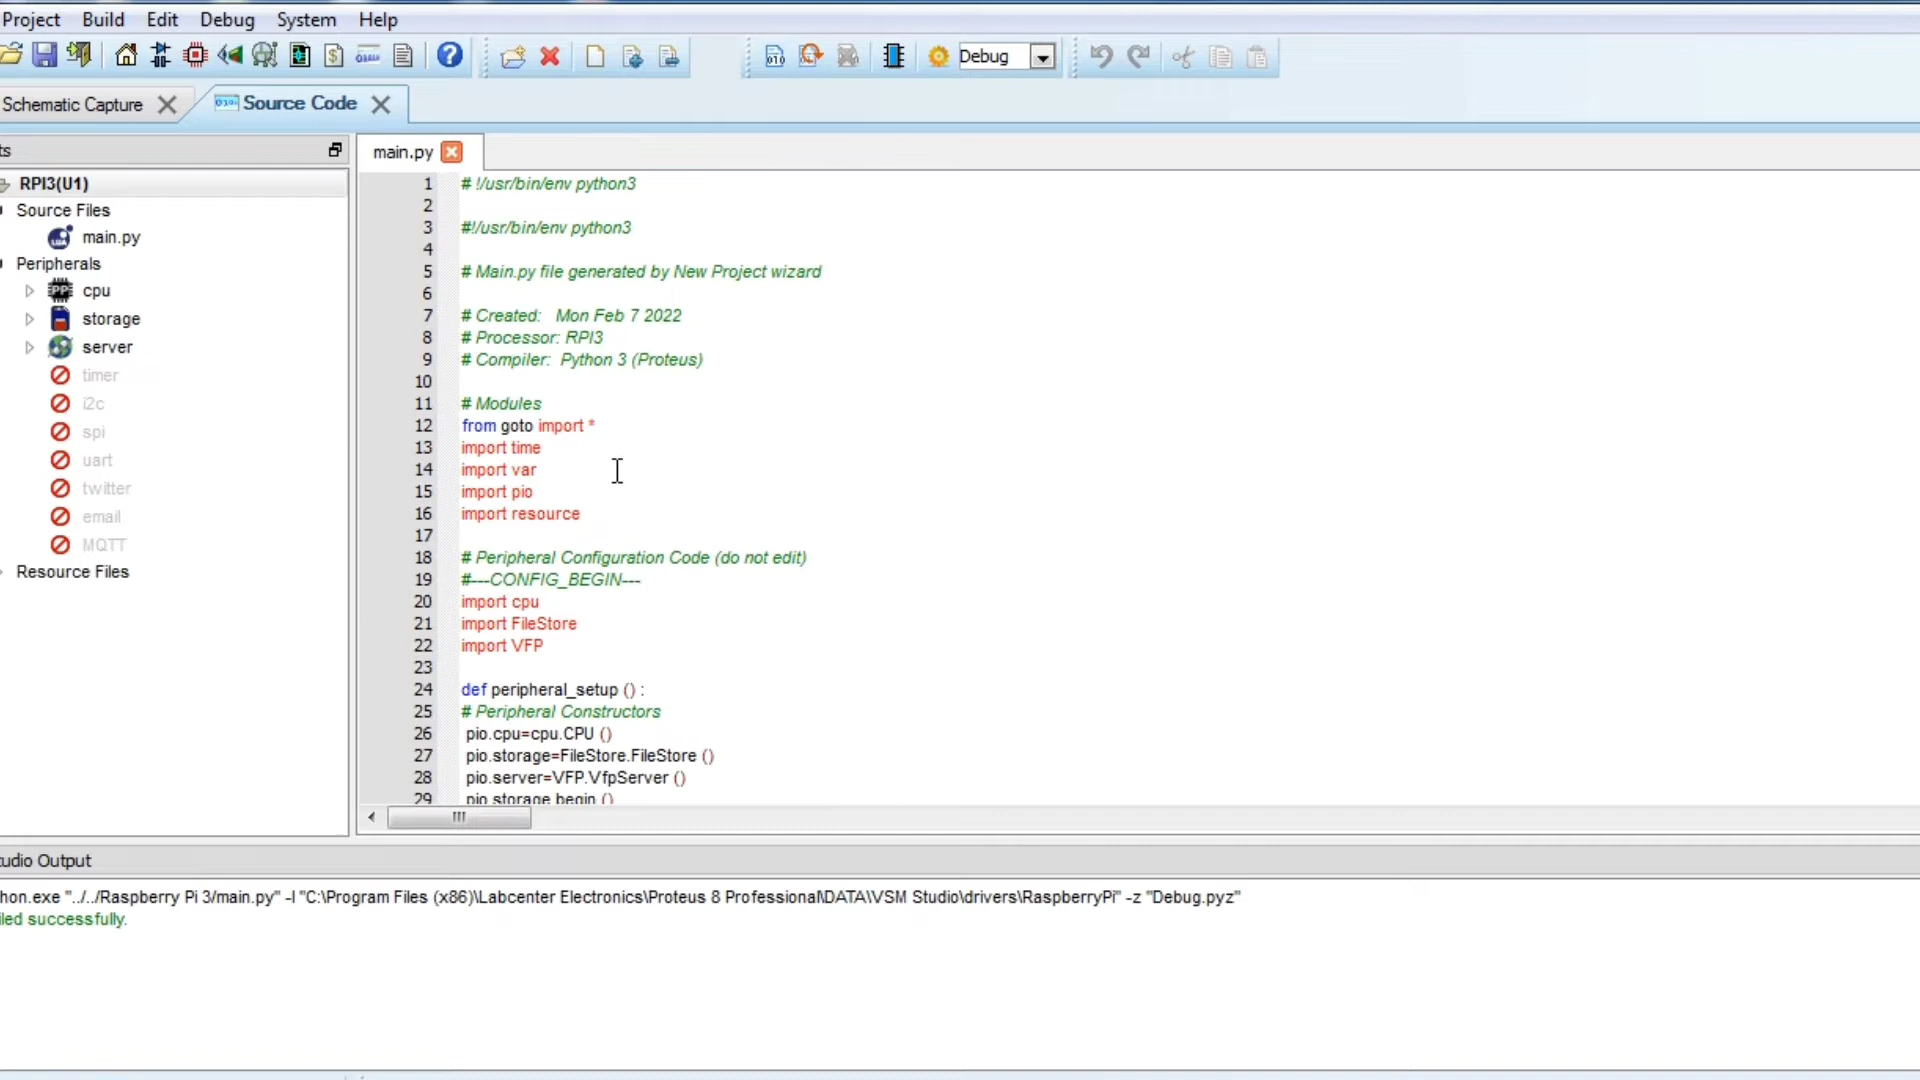 Project Build Edit Debug System Help
Debug
Schematic Capture Source Code
ts
main.py
RPI3(U1)
Source Files
main.py
Peripherals
cpu
storage
server
timer
i2c
spi
uart
twitter
email
MQTT
Resource Files
1 # !/usr/bin/env python3
2
3 #!/usr/bin/env python3
4
5 # Main.py file generated by New Project wizard
6
7 # Created: Mon Feb 7 2022
8 # Processor: RPI3
9 # Compiler: Python 3 (Proteus)
10
11 # Modules
12 from goto import *
13 import time
14 import var
15 import pio
16 import resource
17
18 # Peripheral Configuration Code (do not edit)
19 #---CONFIG_BEGIN---
20 import cpu
21 import FileStore
22 import VFP
23
24 def peripheral_setup () :
25 # Peripheral Constructors
26 pio.cpu=cpu.CPU ()
27 pio.storage=FileStore.FileStore ()
28 pio.server=VFP.VfpServer ()
29 pio.storage.begin ()
udio Output
hon.exe "../../Raspberry Pi 3/main.py" -l "C:\Program Files (x86)\Labcenter Electronics\Proteus 8 Professional\DATA\VSM Studio\drivers\RaspberryPi" -z "Debug.pyz"
iled successfully.